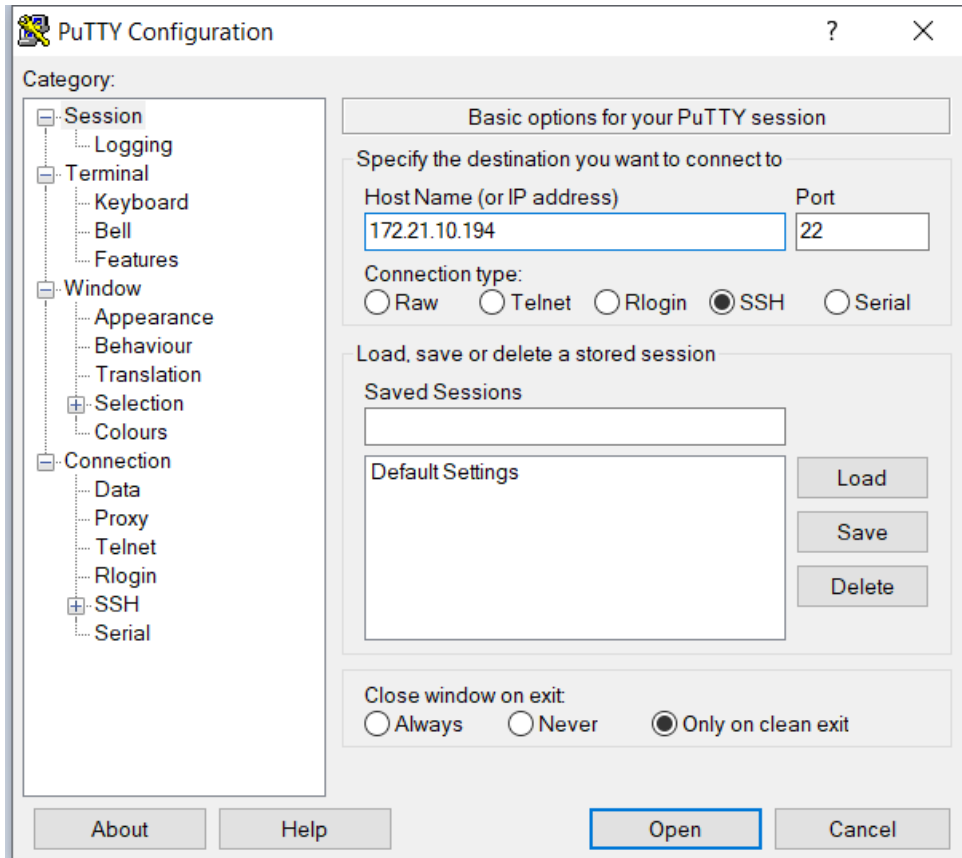 PuTTY Configuration
?
Category:
Session
Logging
Terminal
Keyboard
Bell
Features
Window
Appearance
Behaviour
Translation
Selection
Colours
Connection
Data
Proxy
Telnet
Rlogin
SSH
Serial
Basic options for your PuTTY session
Specify the destination you want to connect to
Host Name (or IP address) Port
172.21.10.194 22
Connection type:
Raw Telnet Rlogin SSH Serial
Load, save or delete a stored session
Saved Sessions
Default Settings
Load
Save
Delete
Close window on exit:
Always Never Only on clean exit
About Help Open Cancel